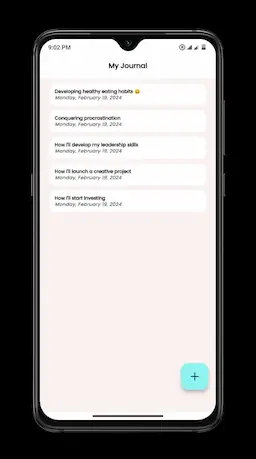 9:02 PM
My Journal
Developing healthy eating habits 😀
Monday, February 19, 2024
Conquering procrastination
Monday, February 19, 2024
How I'll develop my leadership skills
Monday, February 19, 2024
How I'll launch a creative project
Monday, February 19, 2024
How I'll start investing
Monday, February 19, 2024
+